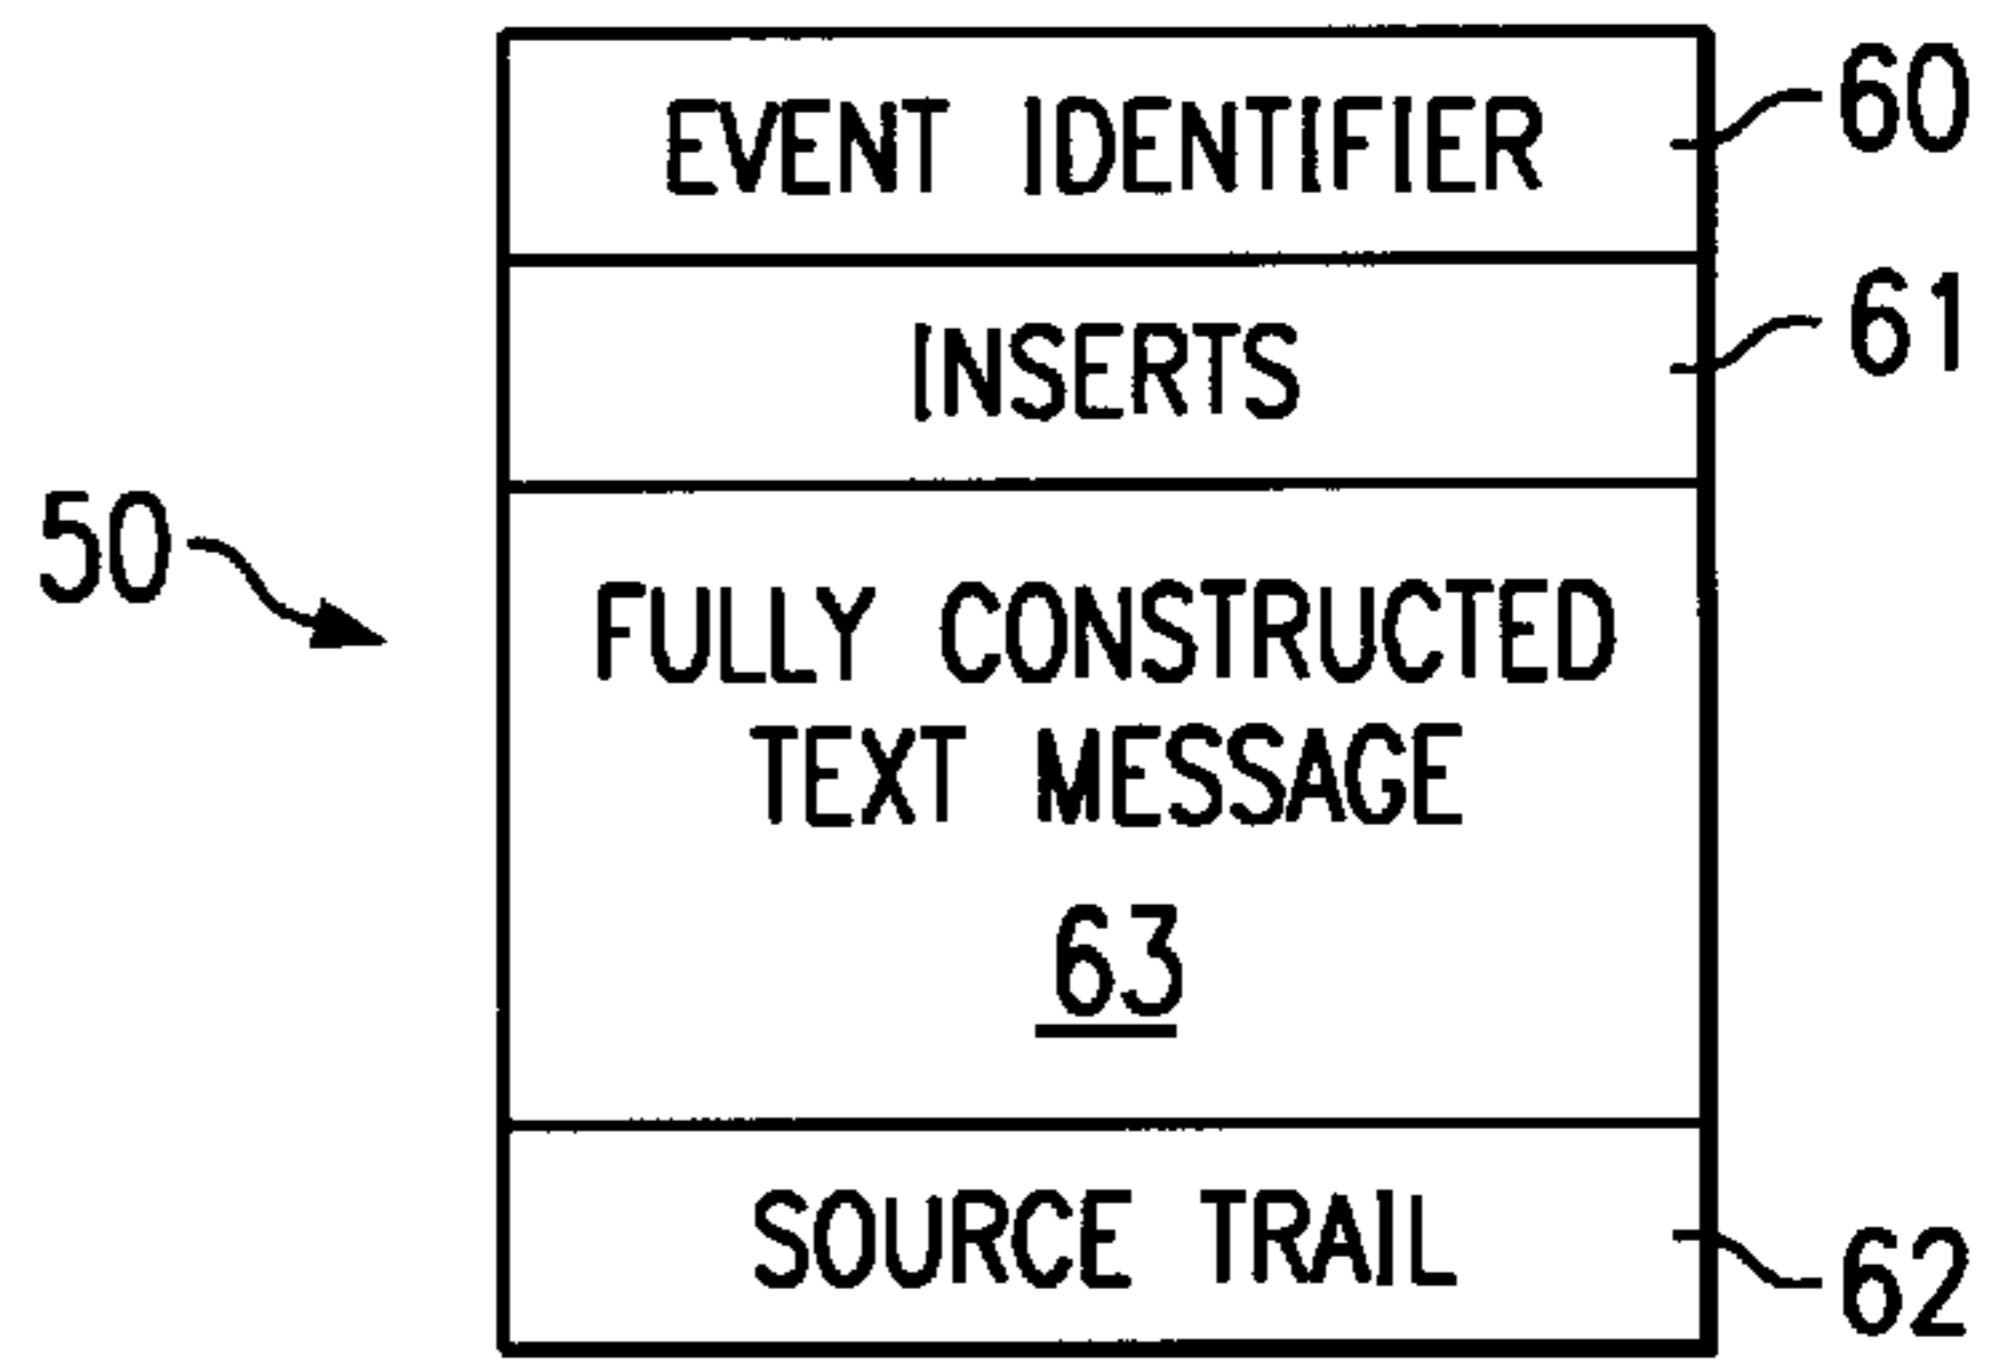 EVENT IDENTIFIER
60
INSERTS
61
50
FULLY CONSTRUCTED
TEXT MESSAGE
63
SOURCE TRAIL
62